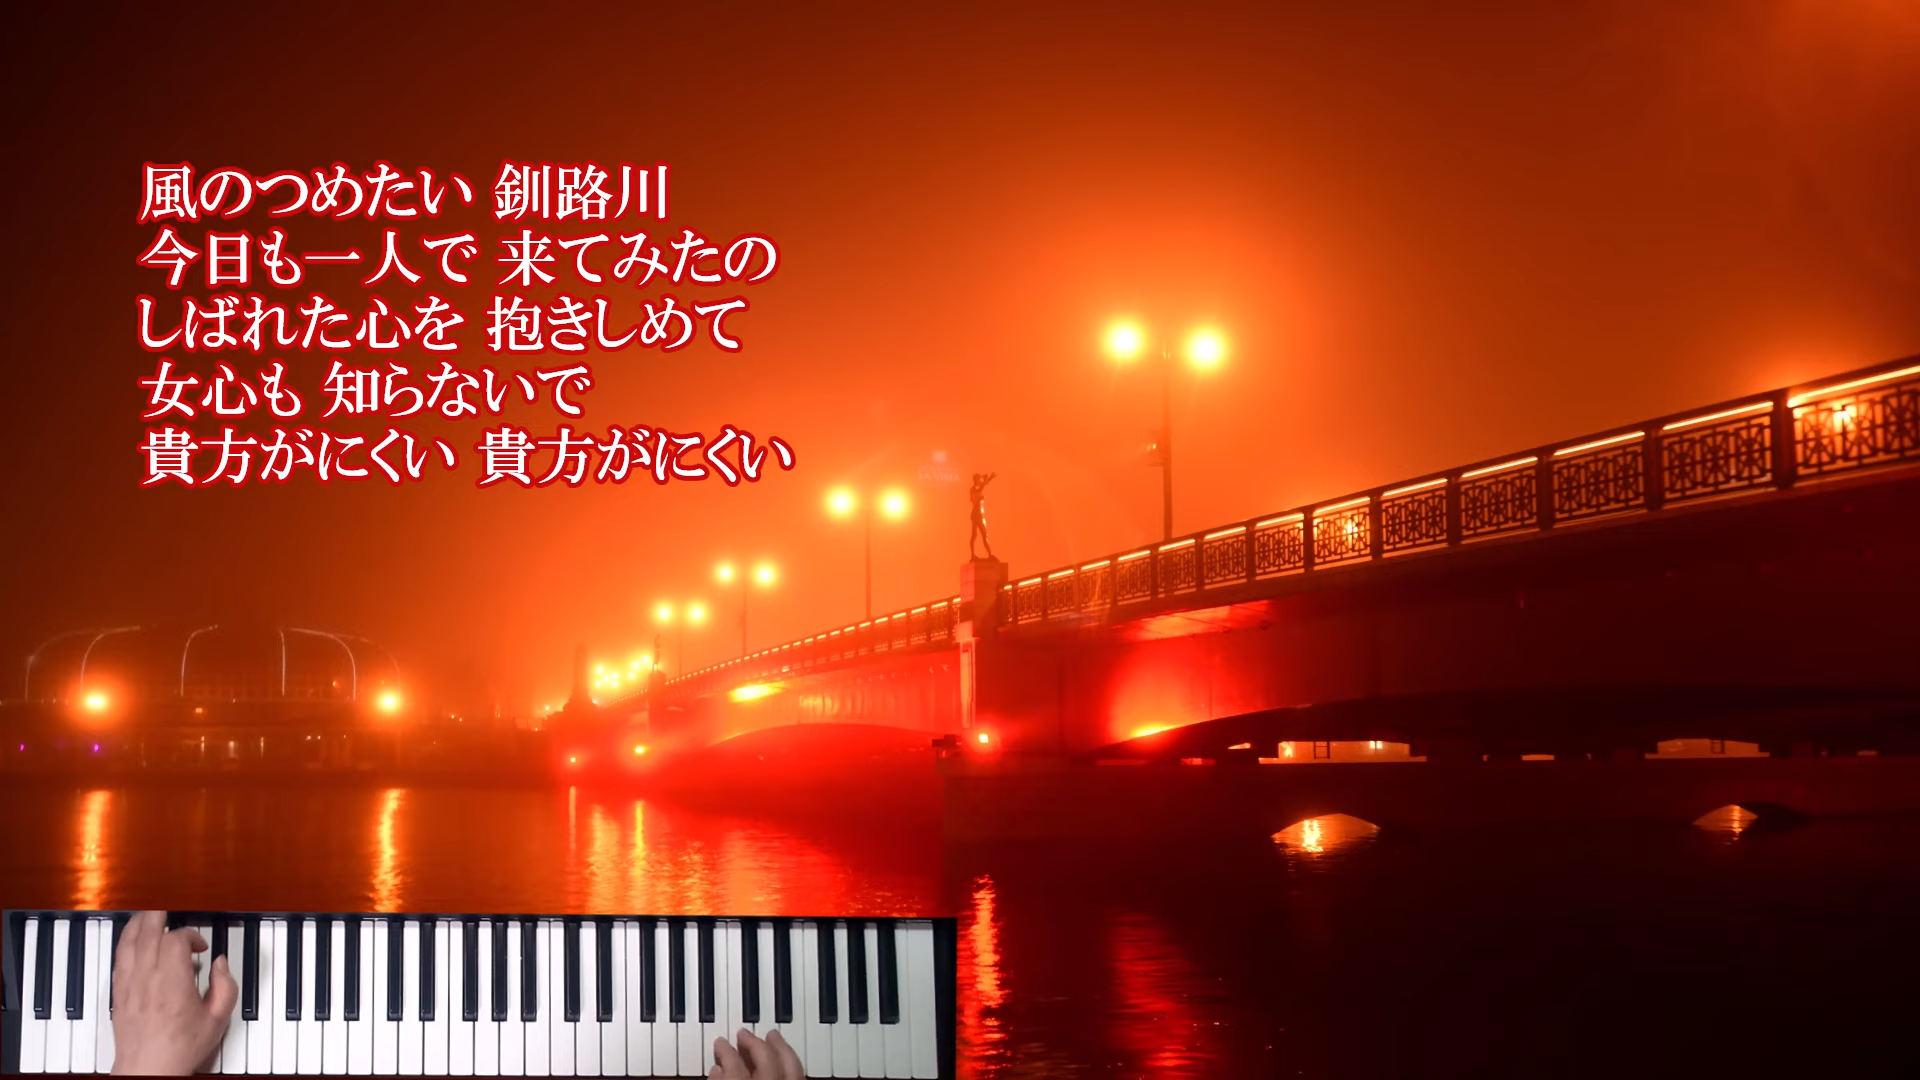 風のつめたい 釧路川
今日も一人で 来てみたの
しばれた心を 抱きしめて
女心も 知らないで
貴方がにくい 貴方がにくい